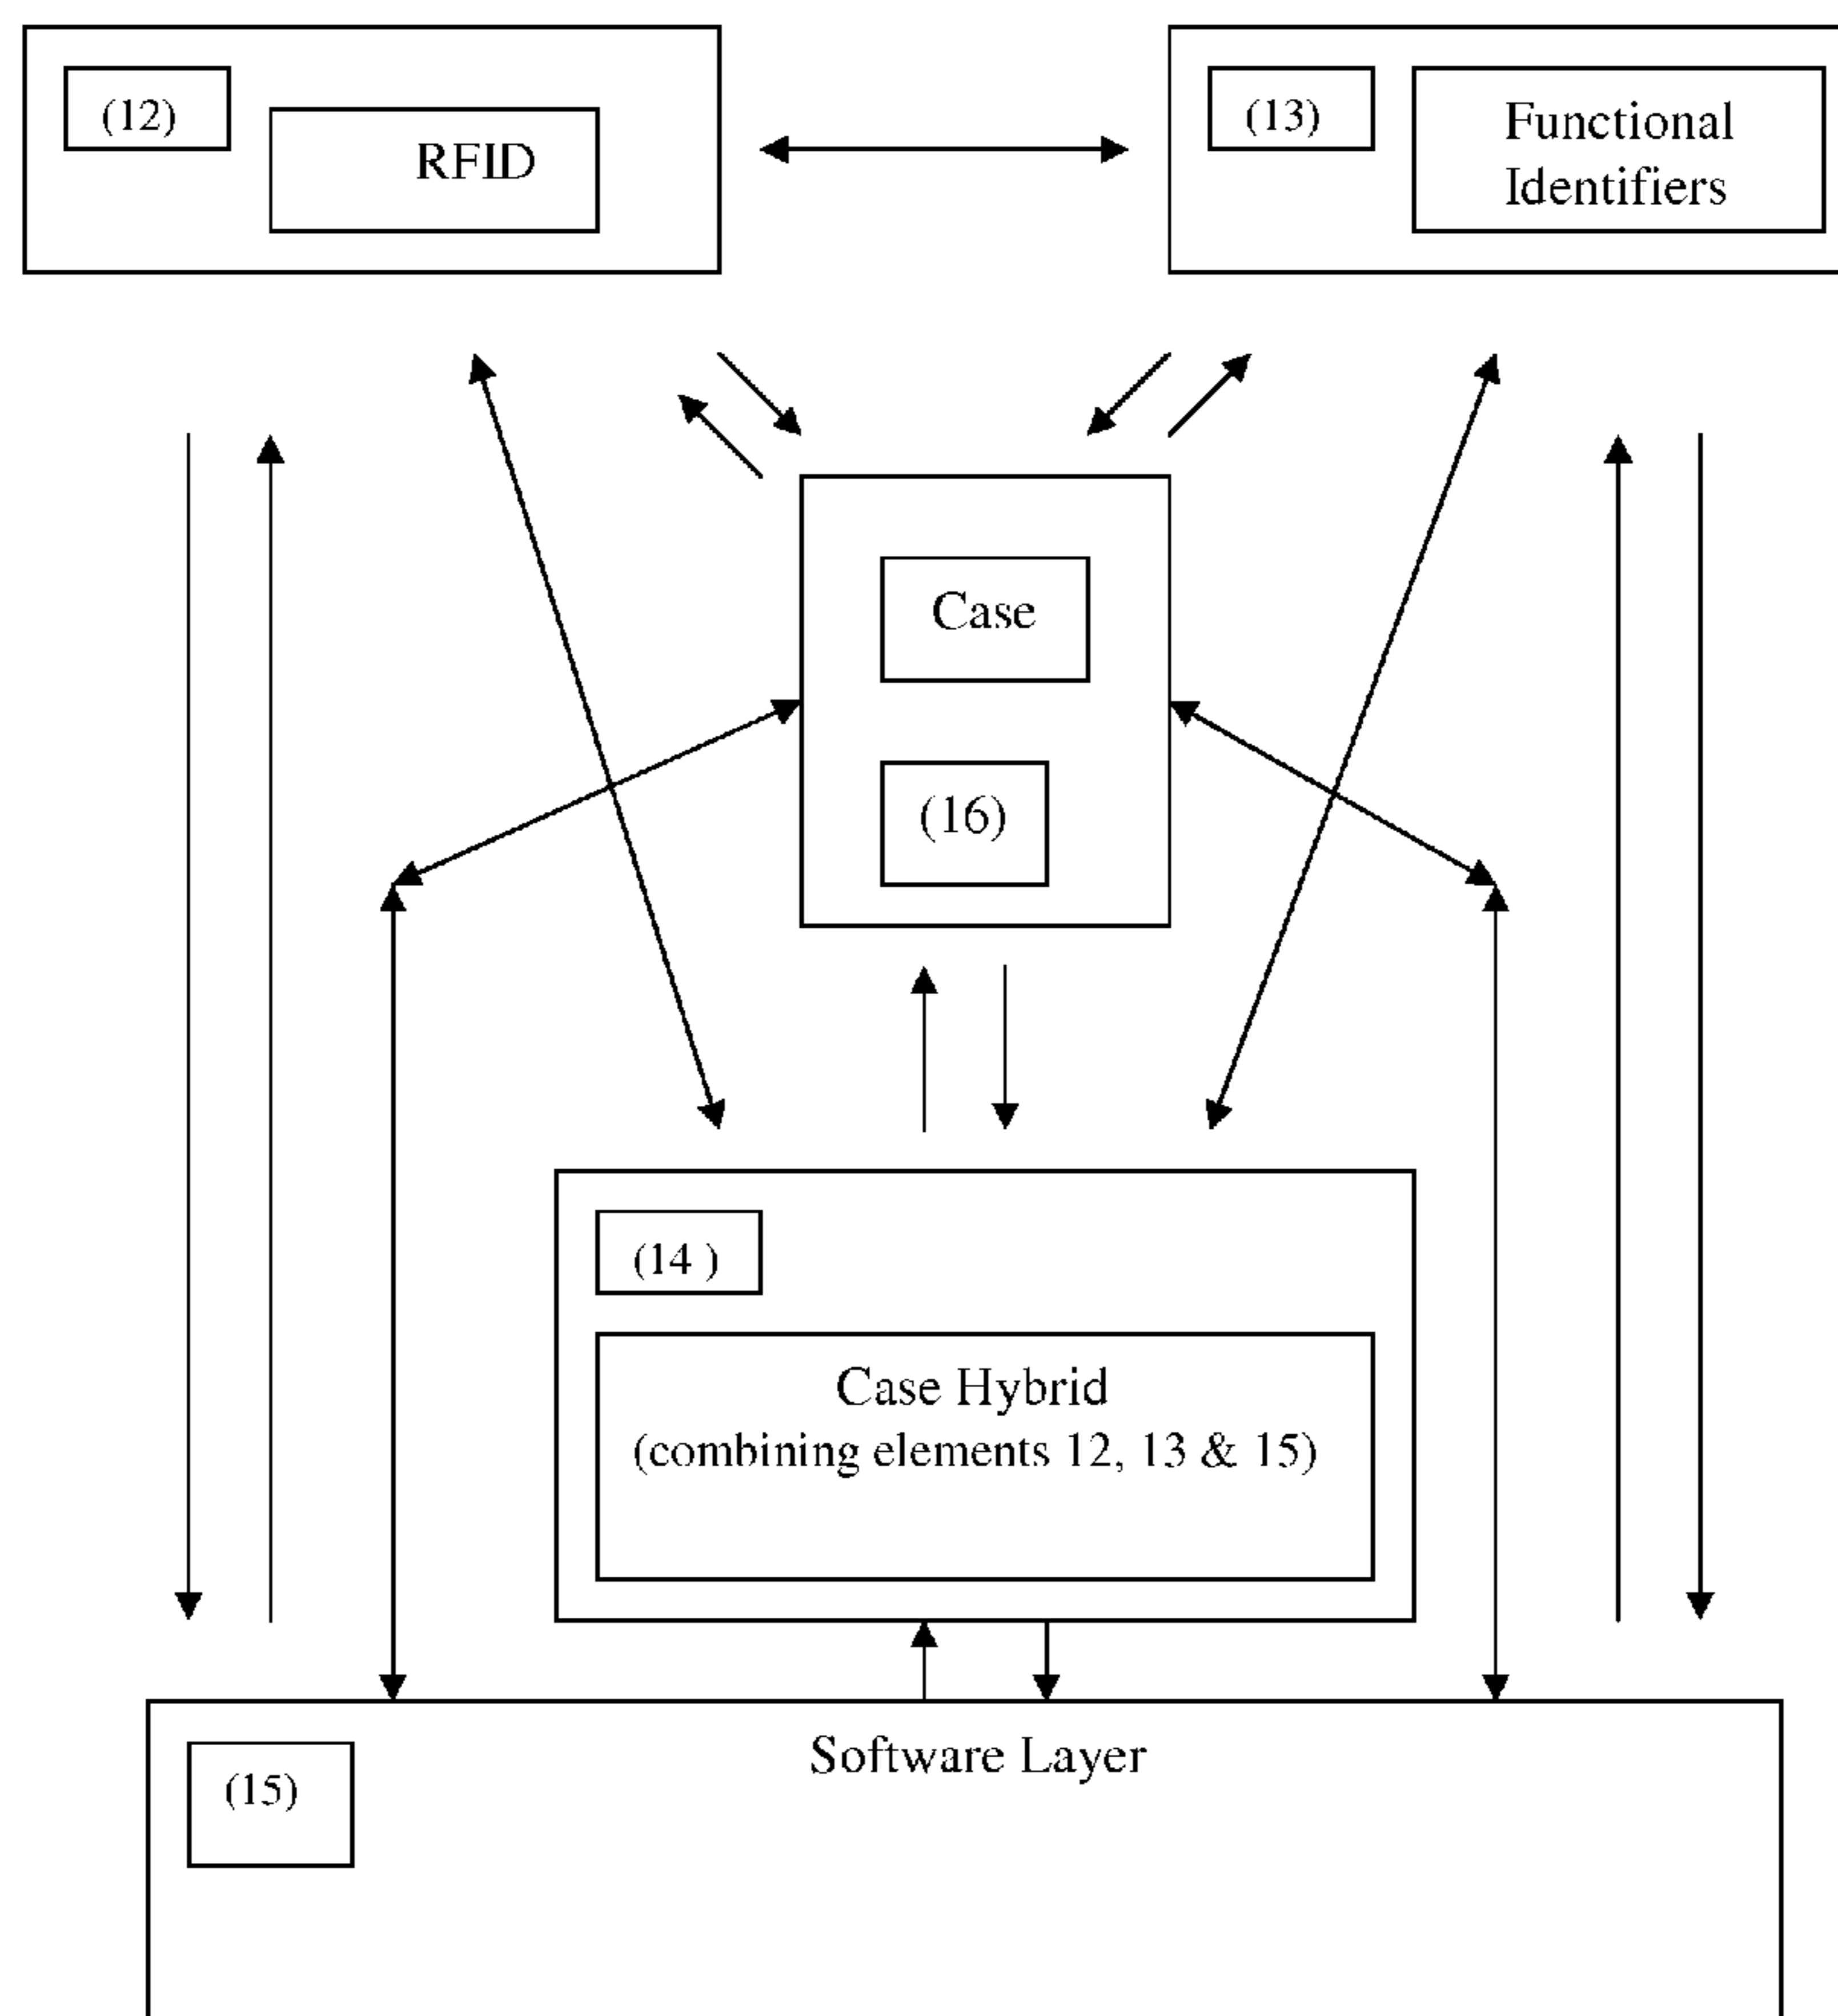 (12)
RFID
(13)
Functional
Identifiers
Case
(16)
(14 )
Case Hybrid
(combining elements 12, 13 & 15)
Software Layer
(15)